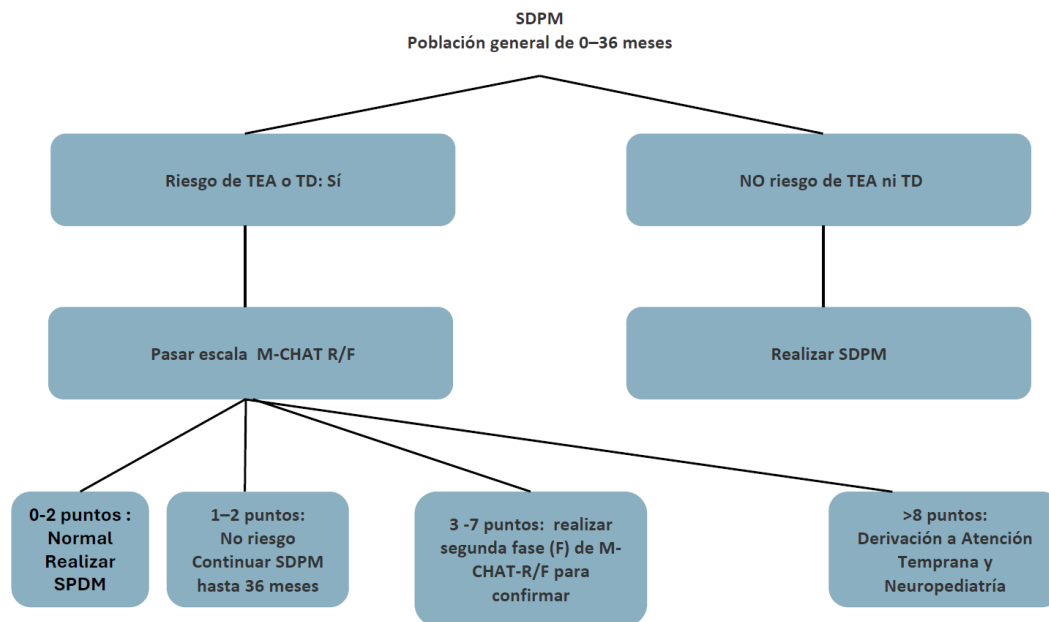 SDPM
Población general de 0–36 meses
Riesgo de TEA o TD: Sí
NO riesgo de TEA ni TD
Pasar escala M-CHAT R/F
Realizar SDPM
0-2 puntos :
Normal
Realizar
SPDM
1–2 puntos:
No riesgo
Continuar SDPM
hasta 36 meses
3 -7 puntos: realizar
segunda fase (F) de M-
CHAT-R/F para
confirmar
>8 puntos:
Derivación a Atención
Temprana y
Neuropediatría